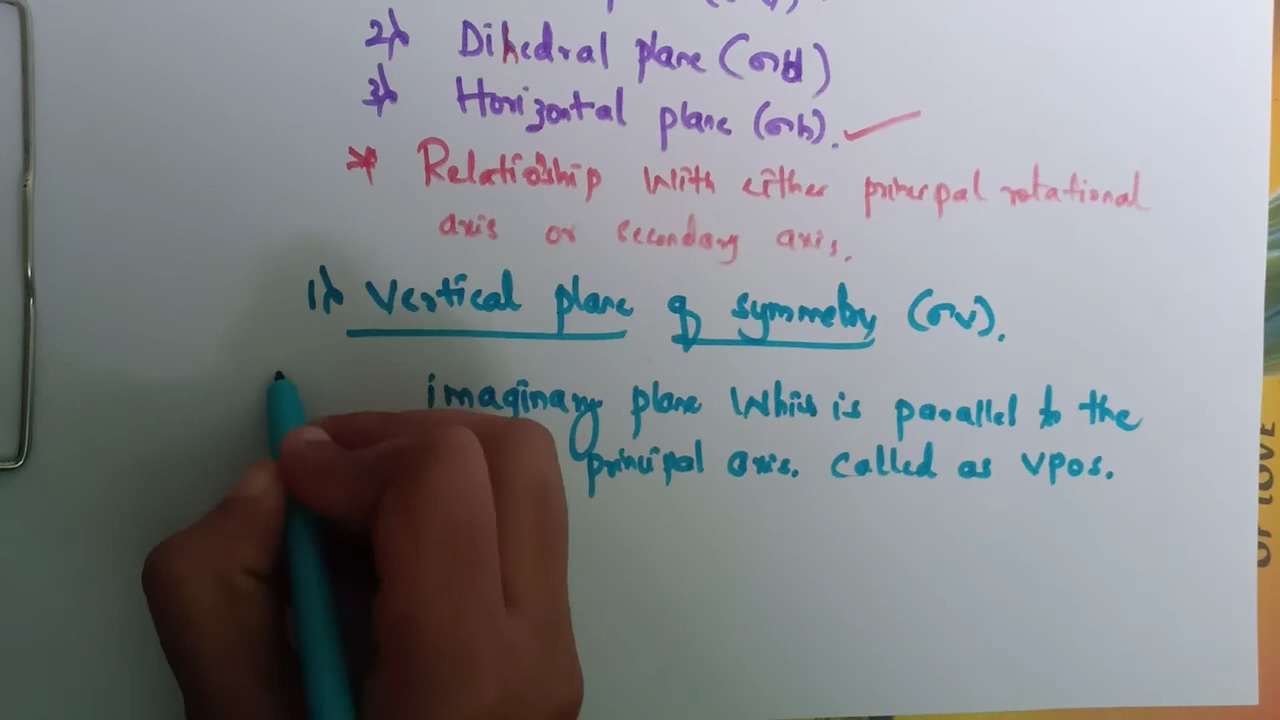 2) Dihedral plane (σd)
3) Horizontal plane (σh).
* Relatioship with either principal rotational
axis or secondary axis.
1) Vertical plane of symmetry (σv).
imaginary plane Which is parallel to the
principal axis. called as vpos.